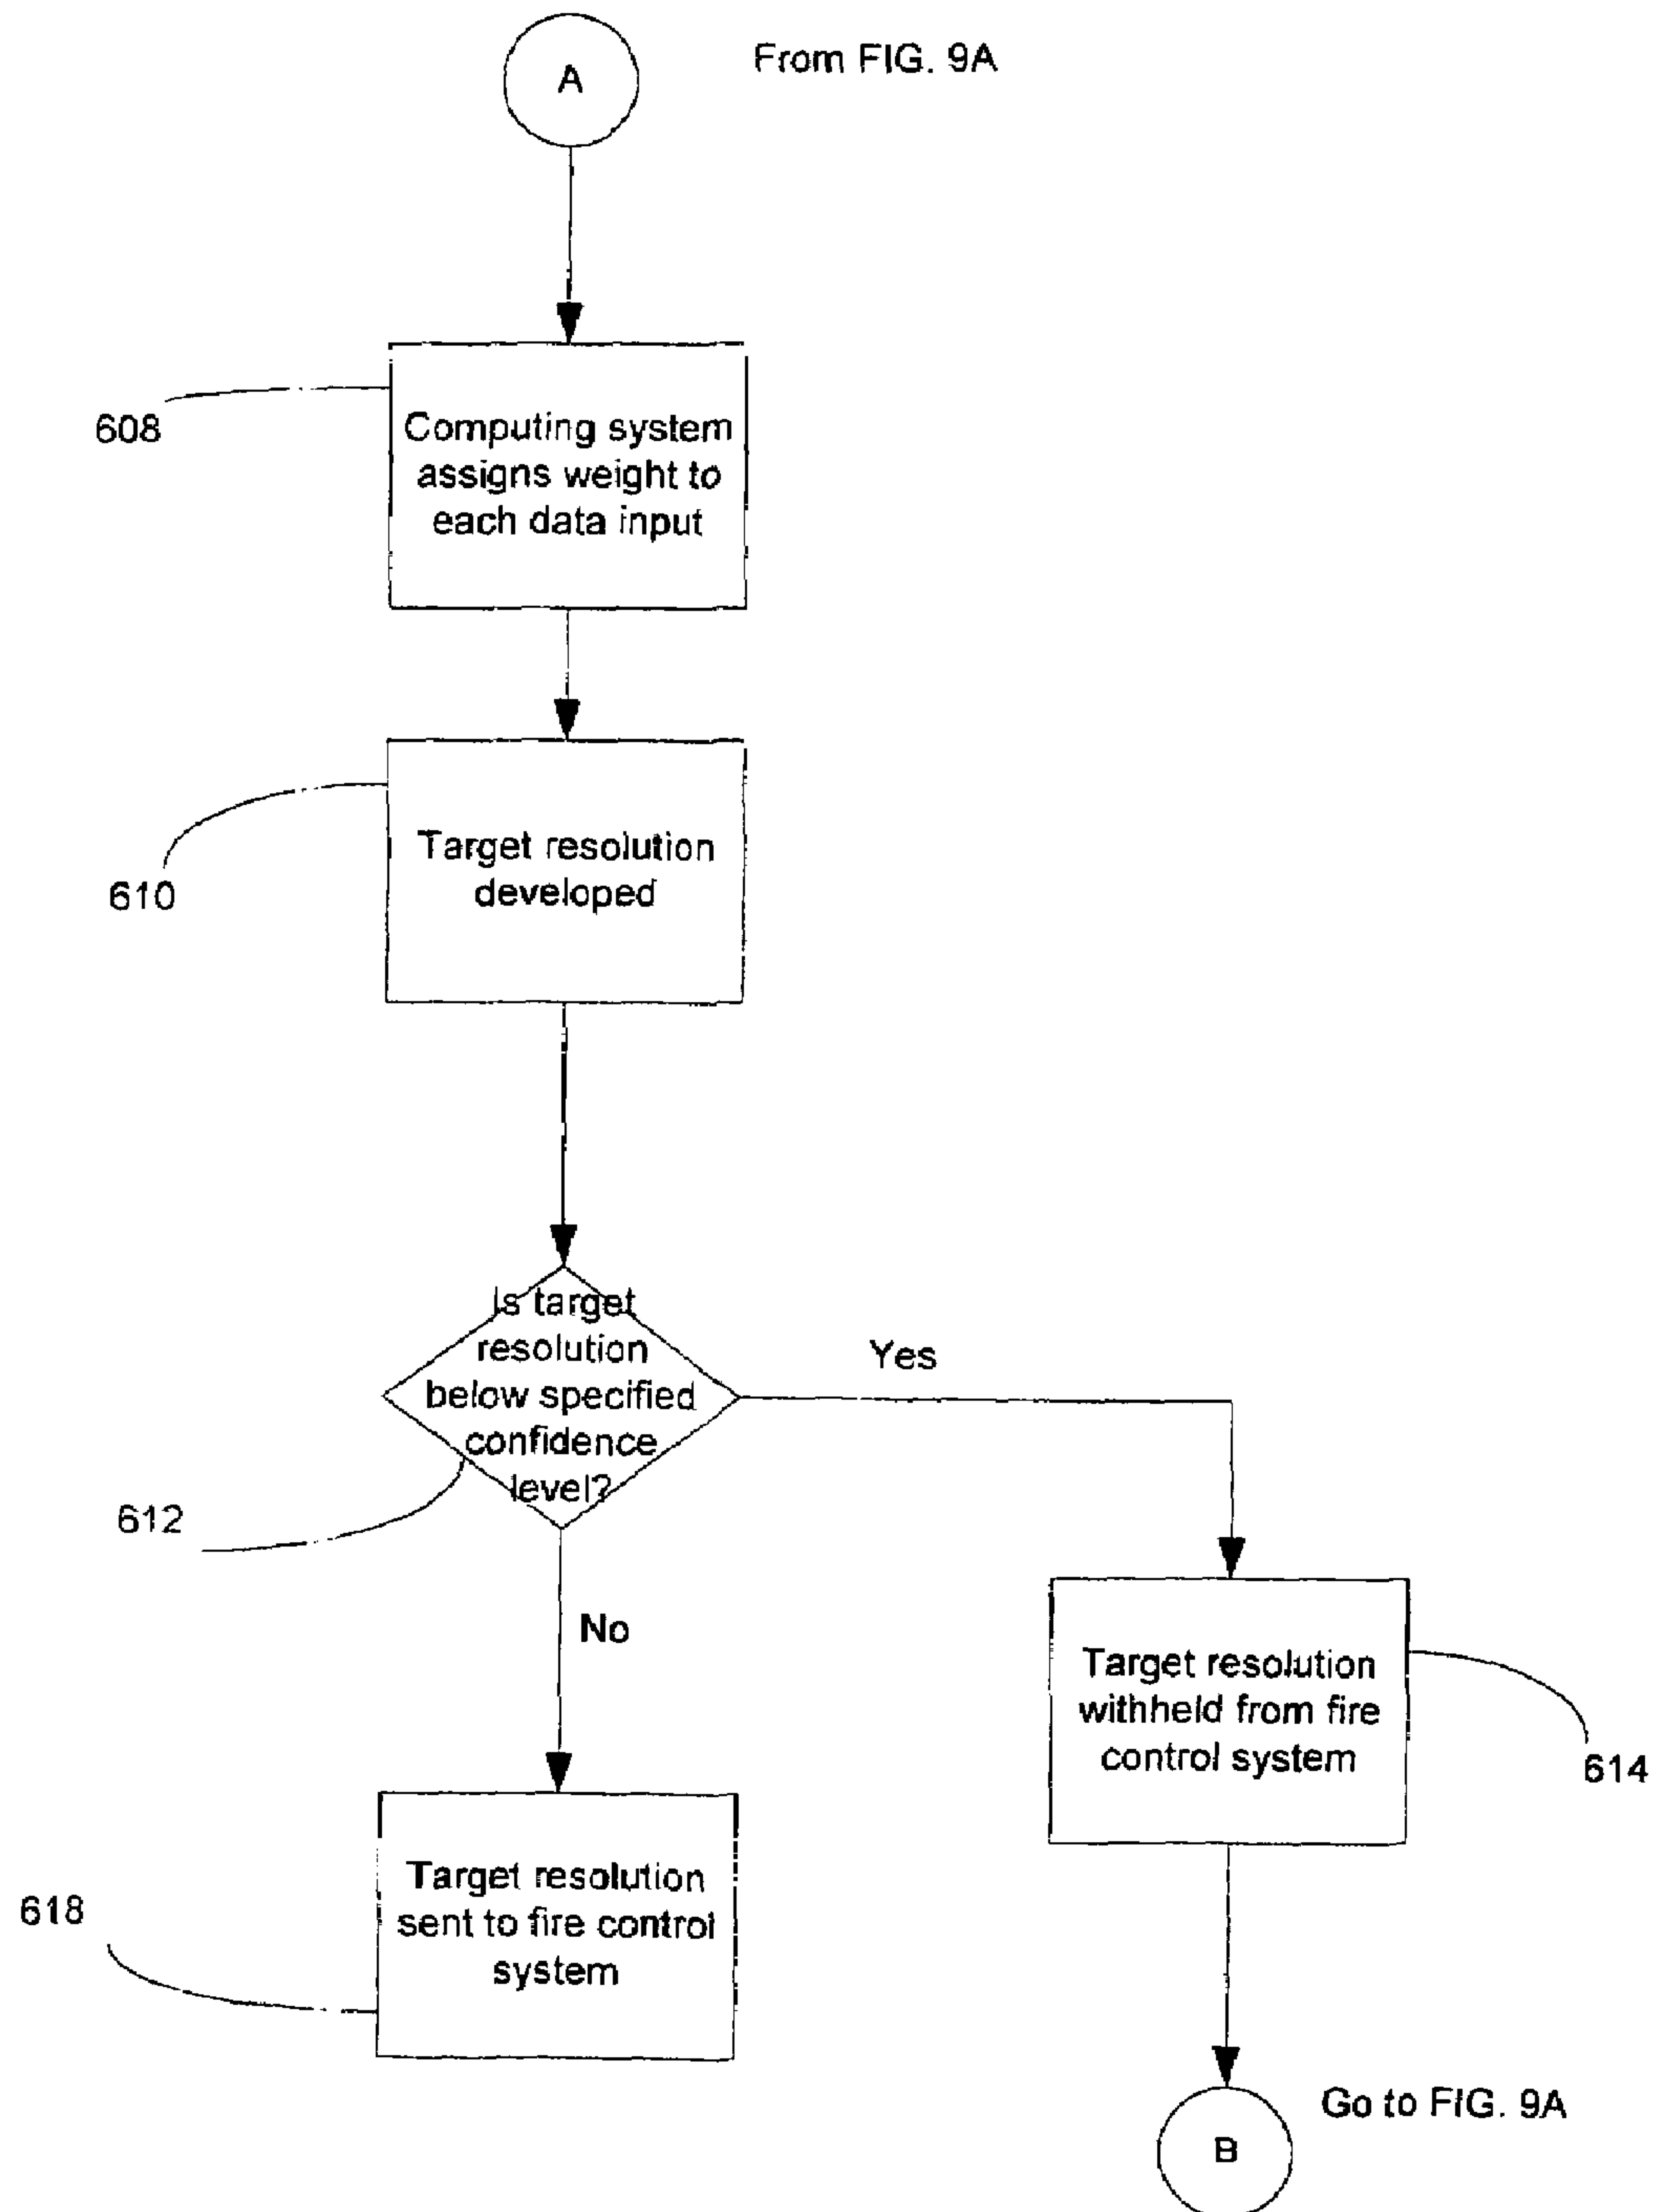 A
From FIG. 9A
608
Computing system
assigns weight to
each data input
610
Target resolution
developed
Is target
resolution
below specified
confidence
level?
Yes
612
No
Target resolution
withheld from fire
control system
614
618
Target resolution
sent to fire control
system
Go to FIG. 9A
B